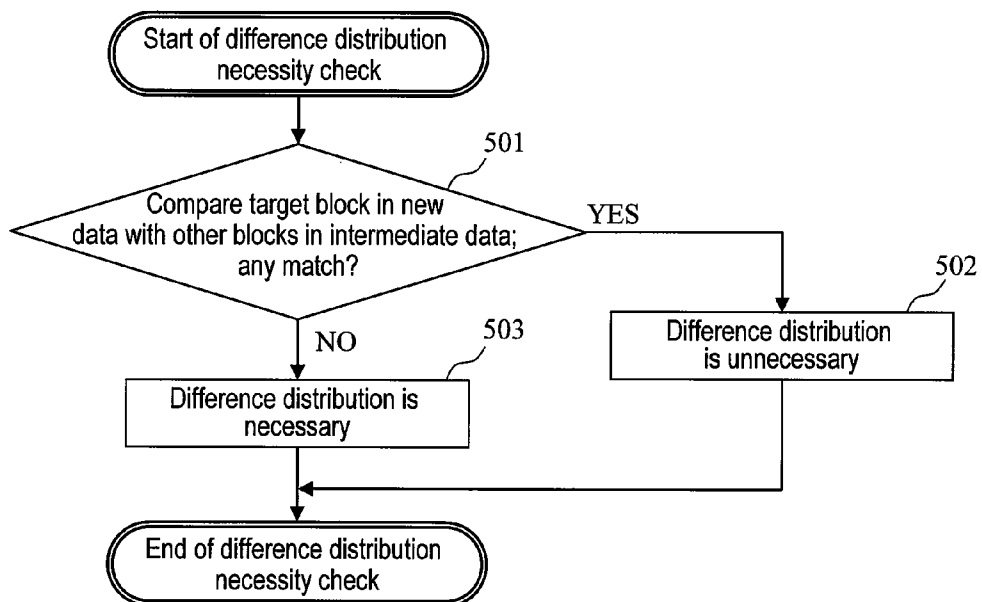 Start of difference distribution
necessity check
501
Compare target block in new
data with other blocks in intermediate data;
any match?
YES
502
Difference distribution
is unnecessary
NO
503
Difference distribution is
necessary
End of difference distribution
necessity check